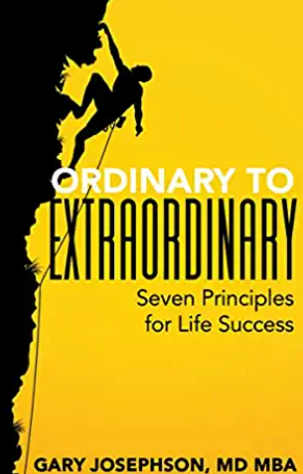 ORDINARY TO
EXTRAORDINARY
Seven Principles
for Life Success
GARY JOSEPHSON, MD MBA